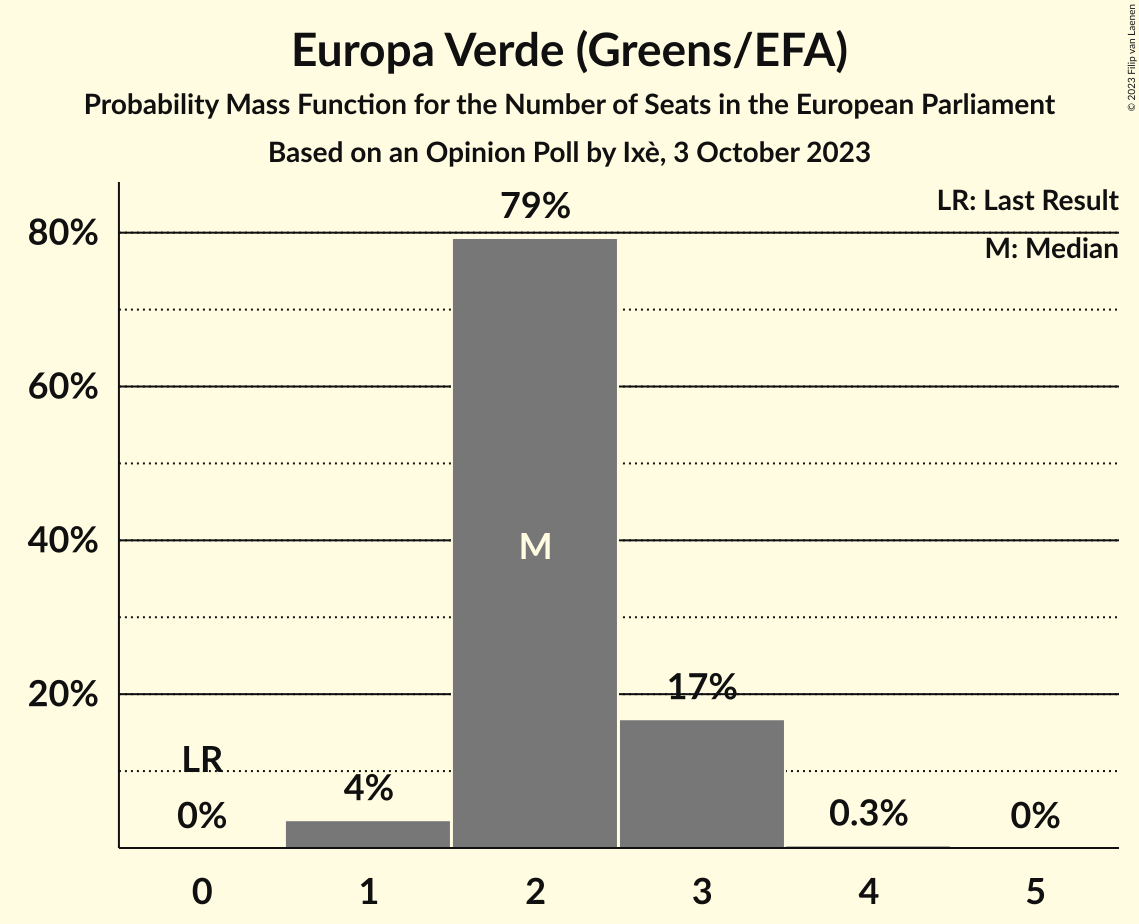 Europa Verde (Greens/EFA)
Probability Mass Function for the Number of Seats in the European Parliament
Based on an Opinion Poll by Ixè, 3 October 2023
© 2023 Filip van Laenen
LR: Last Result
M: Median
80%
60%
40%
20%
LR
0%
4%
79%
M
17%
0.3%
0%
0 1 2 3 4 5